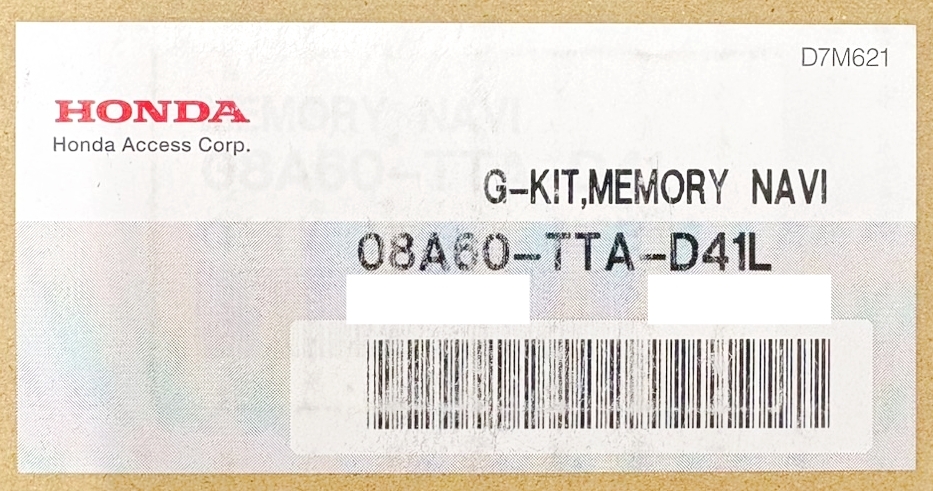 D7M621
HONDA
Honda Access Corp.
G-KIT,MEMORY NAVI
08A60-TTA-D41L